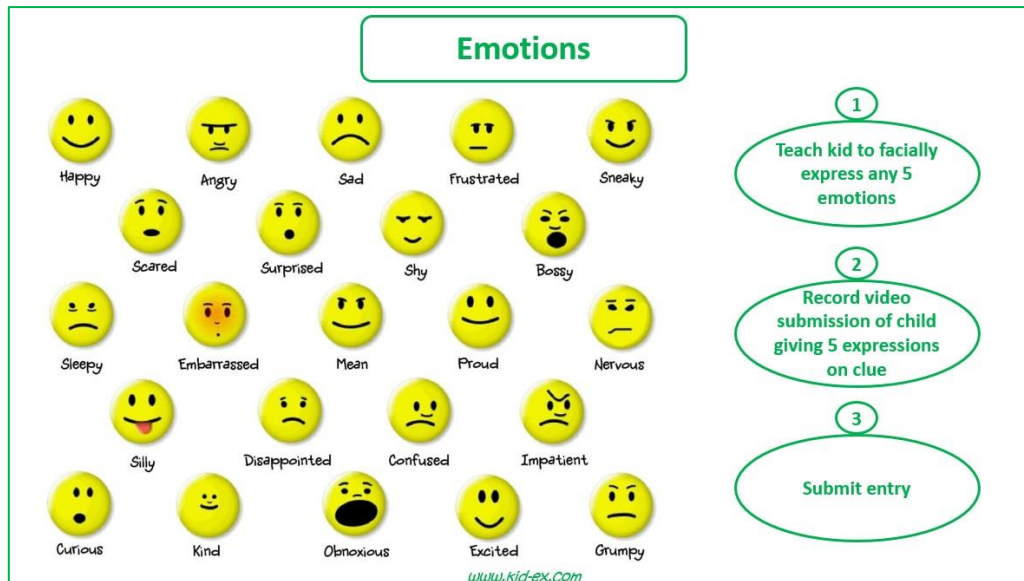 Emotions
Happy Angry Sad Frustrated Sneaky
Scared Surprised Shy Bossy
Sleepy Embarrassed Mean Proud Nervous
Silly Disappointed Confused Impatient
Curious Kind Obnoxious Excited Grumpy
www.kid-ex.com
1
Teach kid to facially
express any 5
emotions
2
Record video
submission of child
giving 5 expressions
on clue
3
Submit entry